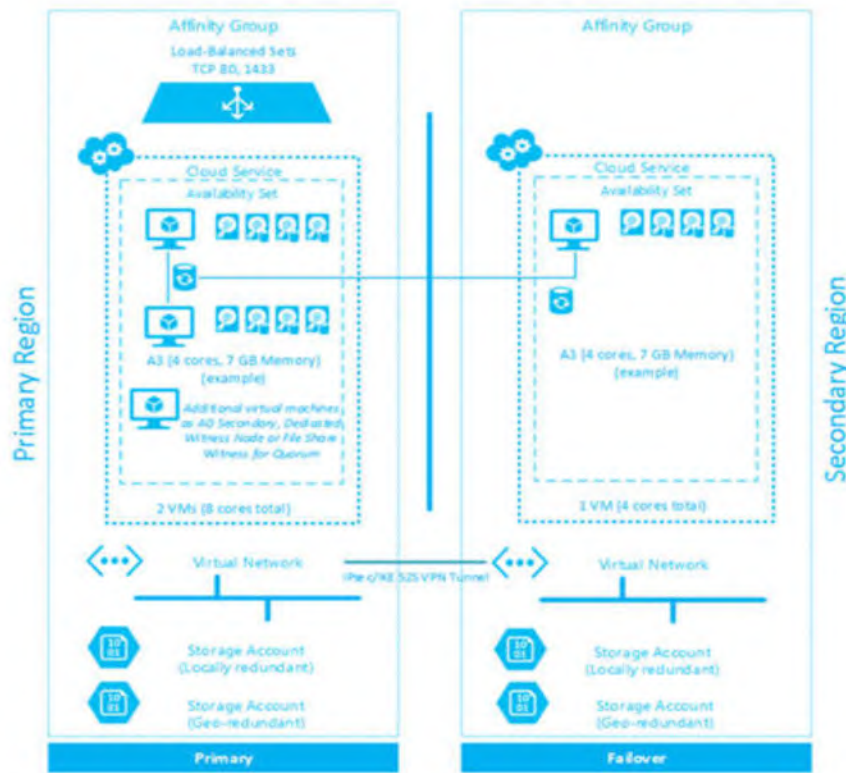 Affinity Group
Load-Balanced Sets
TCP 80, 1433
Cloud Service
Availability Set
A3 (4 cores, 7 GB Memory)
(example)
Additional virtual machines
as AO Secondary, Dedicated
Witness Node or File Share
Witness for Quorum
2 VMs (8 cores total)
Virtual Network
Storage Account
(Locally redundant)
Storage Account
(Geo-redundant)
Primary
Primary Region
IPsec/IKE S2S VPN Tunnel
Affinity Group
Cloud Service
Availability Set
A3 (4 cores, 7 GB Memory)
(example)
1 VM (4 cores total)
Virtual Network
Storage Account
(Locally redundant)
Storage Account
(Geo-redundant)
Failover
Secondary Region